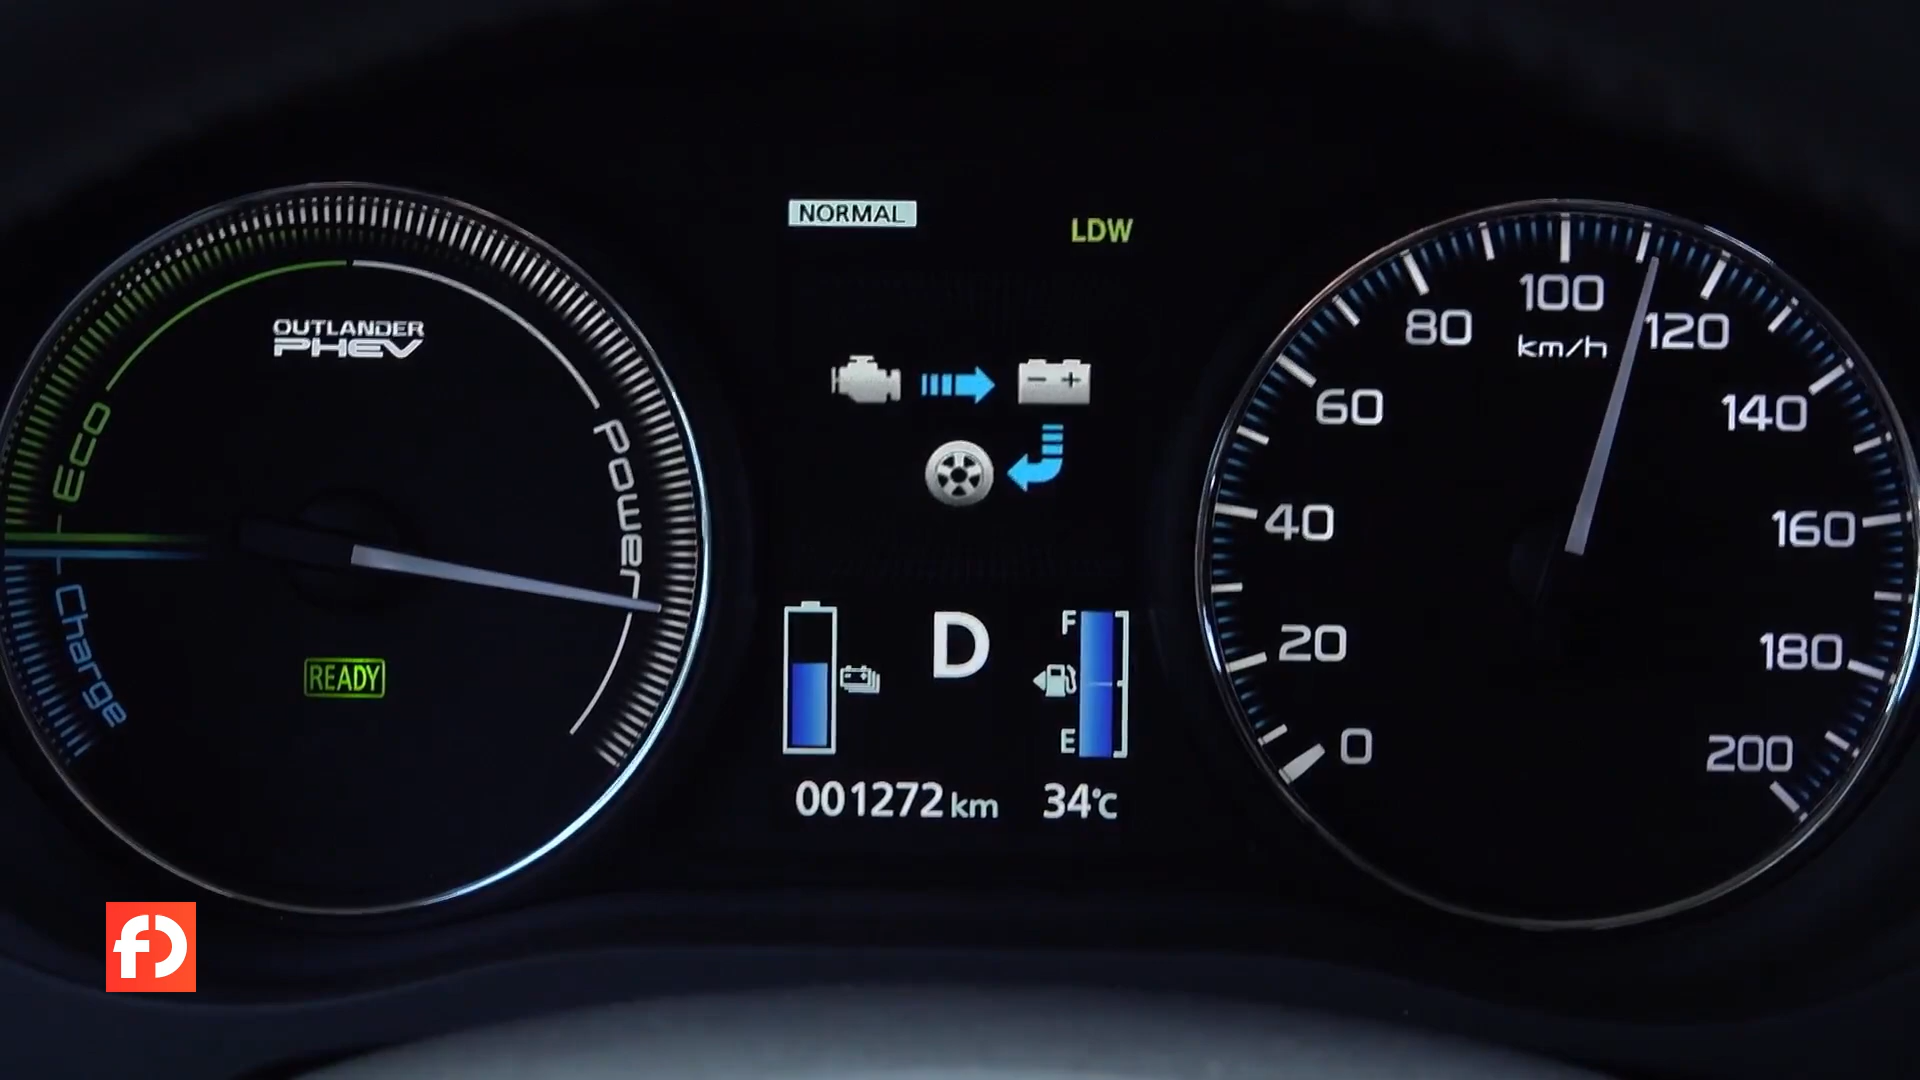 OUTLANDER
PHEV
Eco
Power
Charge
READY
NORMAL
LDW
- +
D
F
E
001272 km
34°C
0
20
40
60
80
100
km/h
120
140
160
180
200